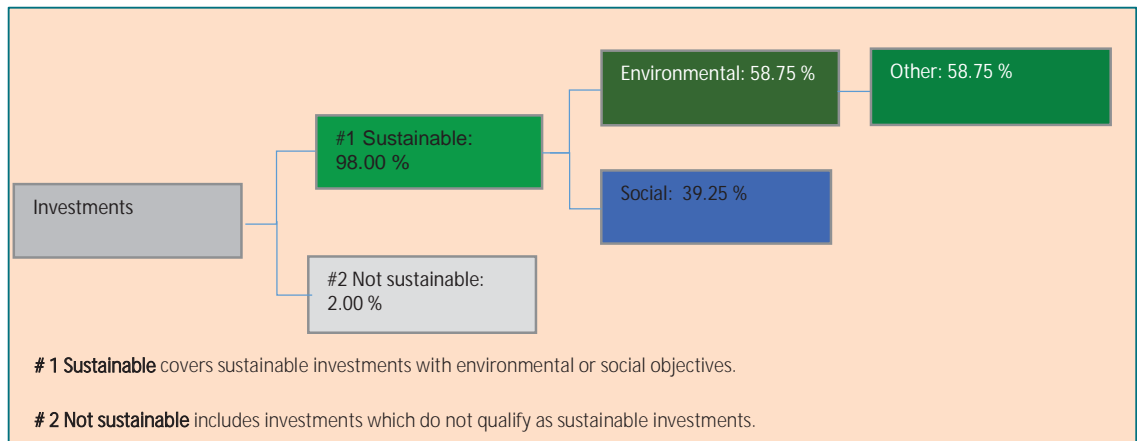 Environmental: 58.75 %
Other: 58.75 %
#1 Sustainable:
98.00 %
Social: 39.25 %
Investments
#2 Not sustainable:
2.00 %
# 1 Sustainable covers sustainable investments with environmental or social objectives.
# 2 Not sustainable includes investments which do not qualify as sustainable investments.